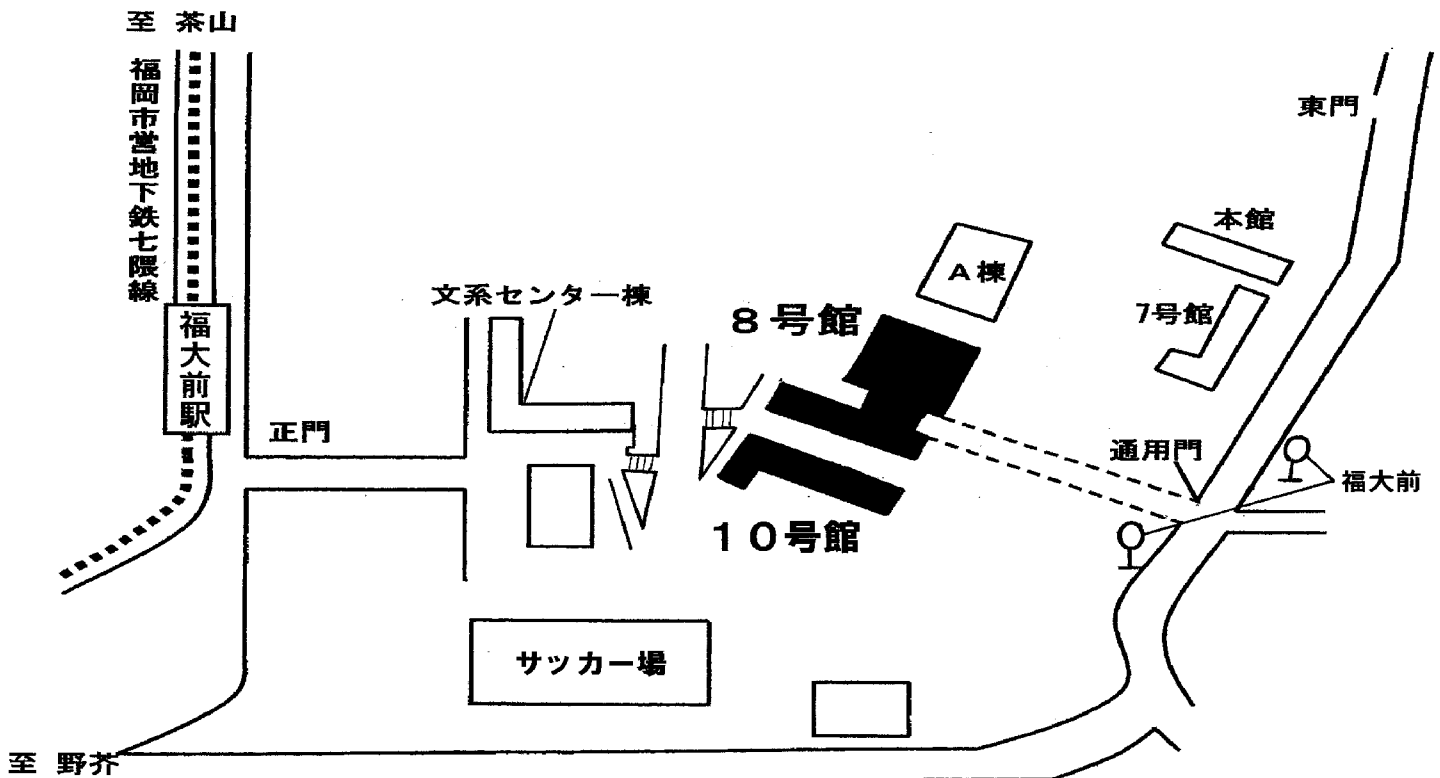 至 茶山
福岡市営地下鉄七隈線
東門
本館
A棟
文系センター棟
8号館
7号館
福大前駅
正門
通用門
福大前
10号館
サッカー場
至 野芥